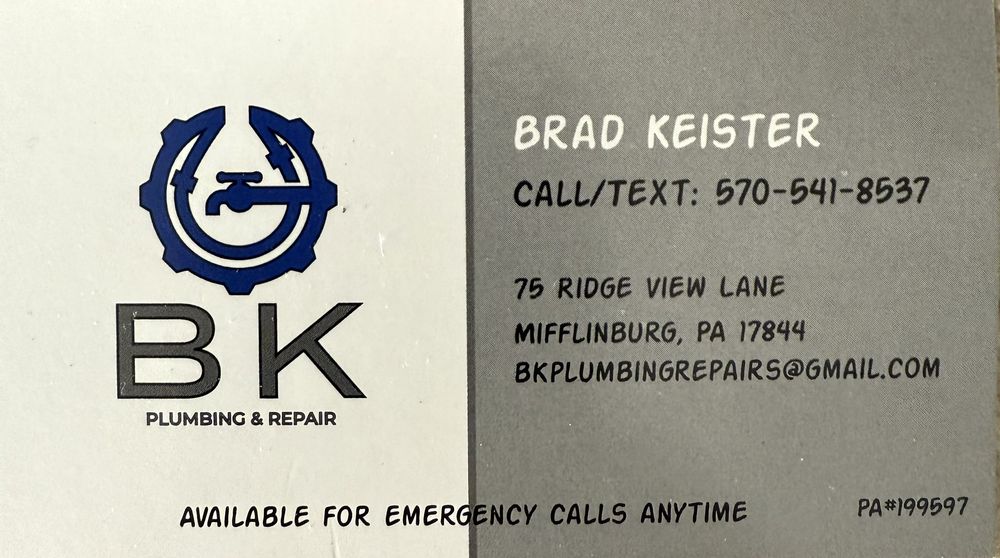 BK
PLUMBING & REPAIR
BRAD KEISTER
CALL/TEXT: 570-541-8537
75 RIDGE VIEW LANE
MIFFLINBURG, PA 17844
BKPLUMBINGREPAIRS@GMAIL.COM
AVAILABLE FOR EMERGENCY CALLS ANYTIME
PA#199597